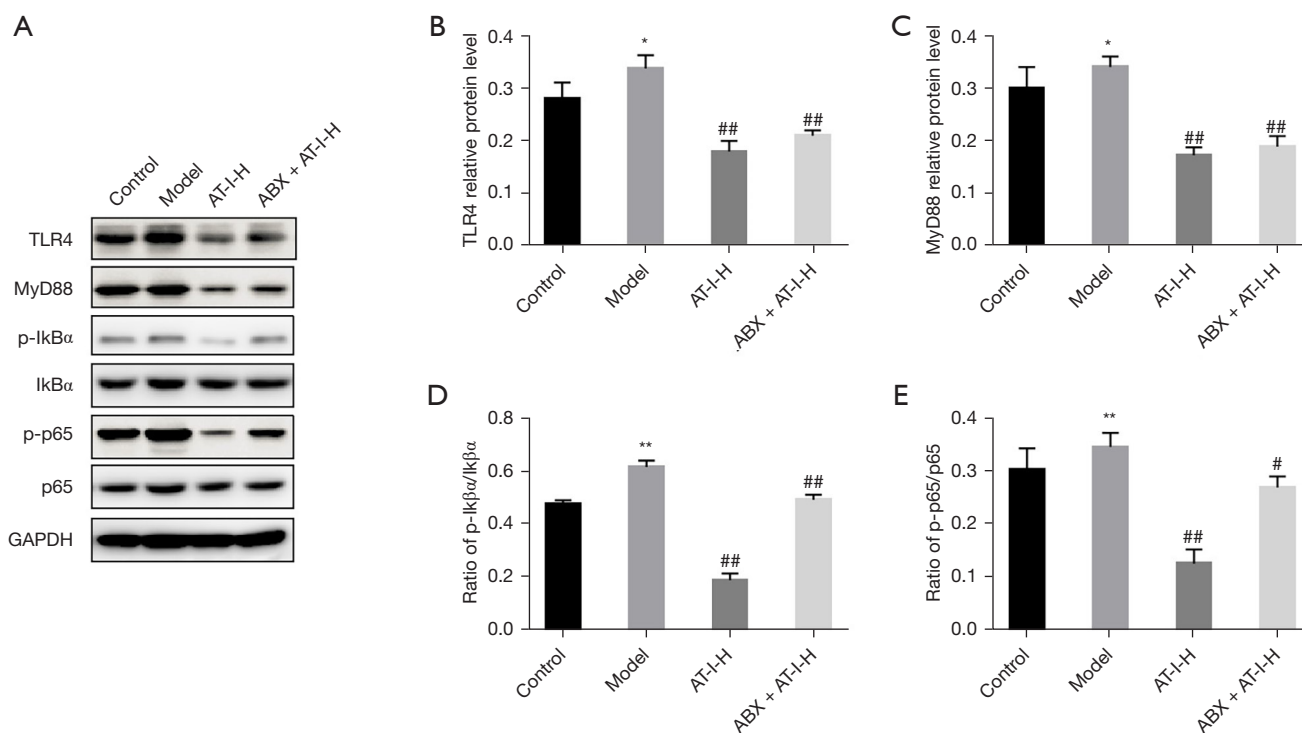 A
Control
Model
AT-I-H
ABX + AT-I-H
TLR4
MyD88
p-IkBα
IkBα
p-p65
p65
GAPDH
B
TLR4 relative protein level
0.4
0.3
0.2
0.1
0.0
*
##
##
Control
Model
AT-I-H
.ABX + AT-I-H
C
MyD88 relative protein level
0.4
0.3
0.2
0.1
0.0
*
##
##
Control
Model
AT-I-H
ABX + AT-I-H
D
Ratio of p-Ikβα/Ikβα
0.8
0.6
0.4
0.2
0.0
**
##
##
Control
Model
AT-I-H
ABX + AT-I-H
E
Ratio of p-p65/p65
0.4
0.3
0.2
0.1
0.0
**
##
#
Control
Model
AT-I-H
ABX + AT-I-H